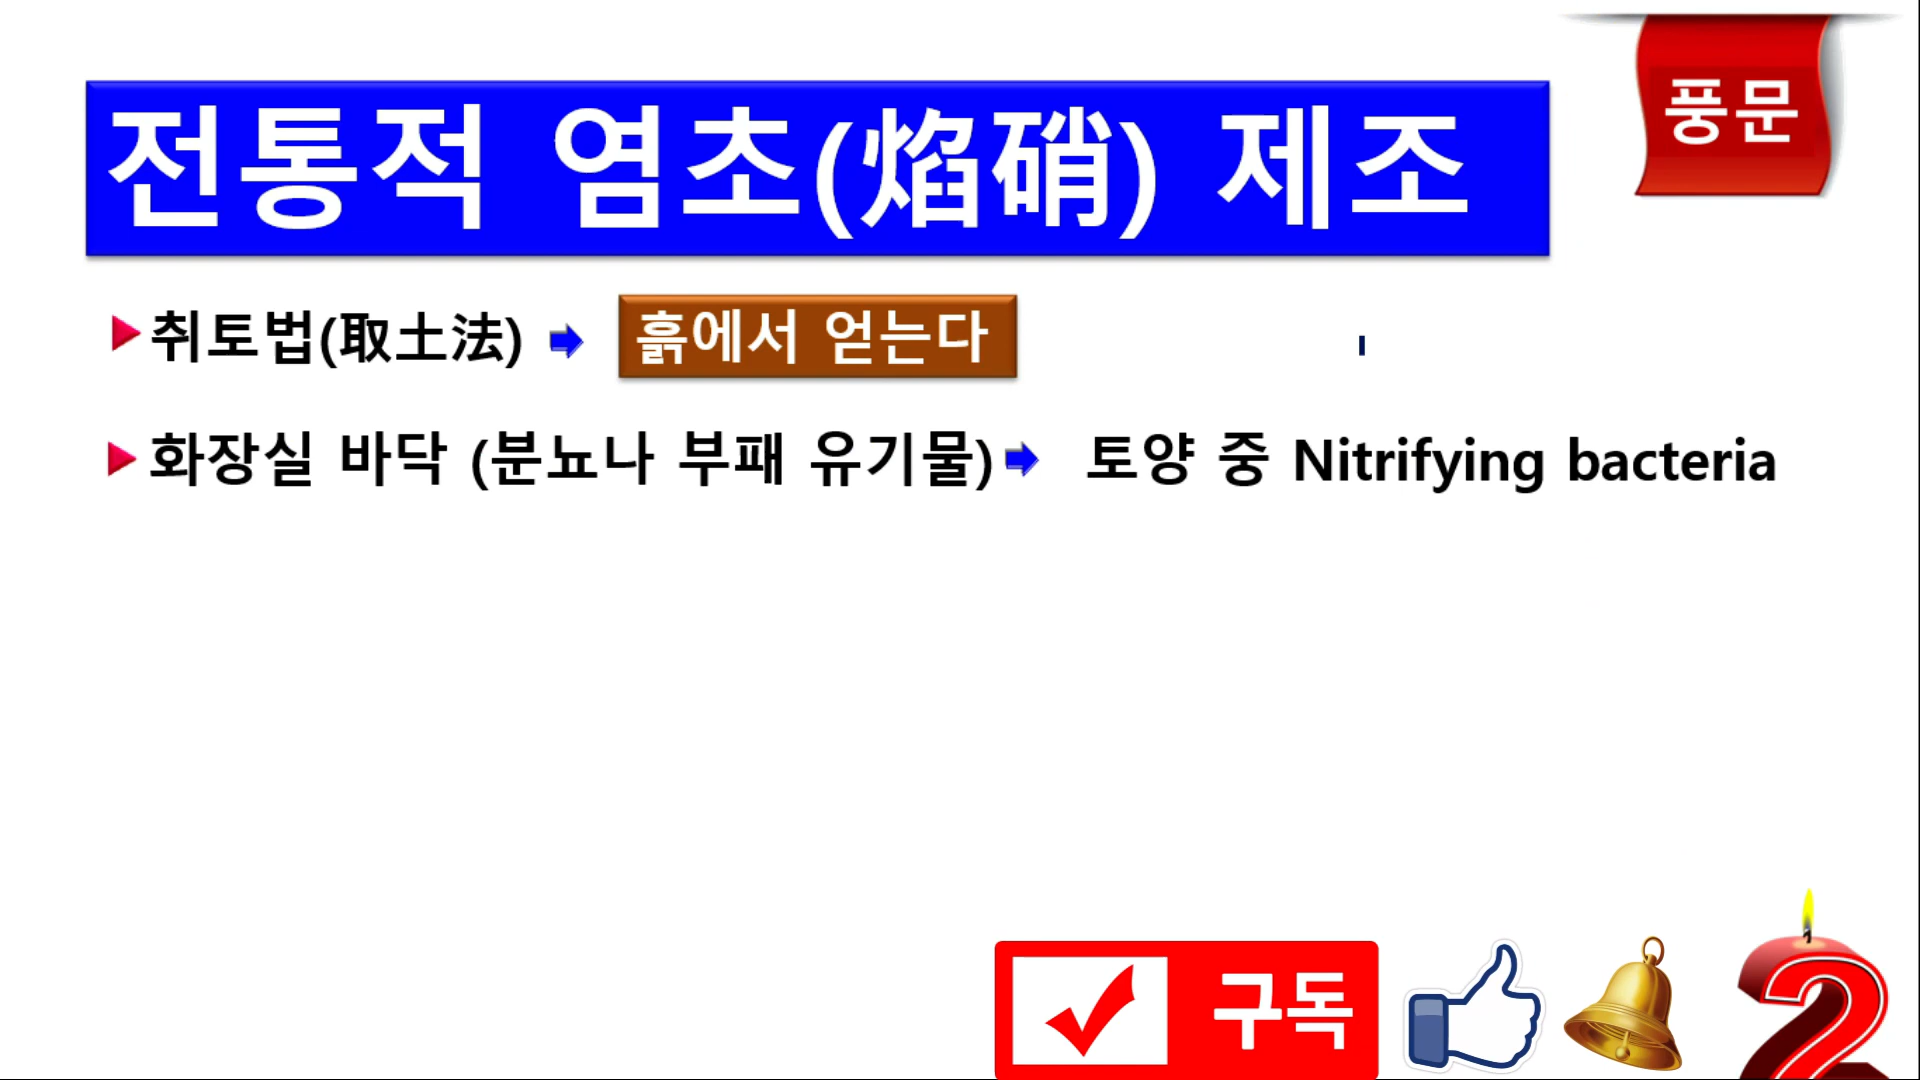 풍문
전통적 염초(焰硝) 제조
취토법(取土法) 흙에서 얻는다
화장실 바닥 (분뇨나 부패 유기물) 토양 중 Nitrifying bacteria
구독
2